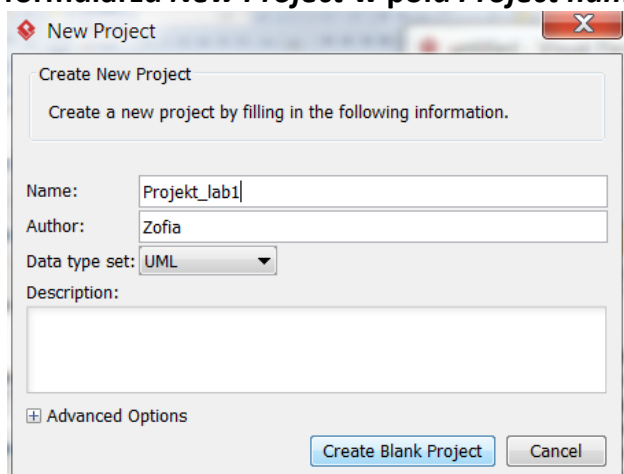 New Project
Create New Project
Create a new project by filling in the following information.
Name: Projekt_lab1
Author: Zofia
Data type set: UML
Description:
Advanced Options
Create Blank Project Cancel